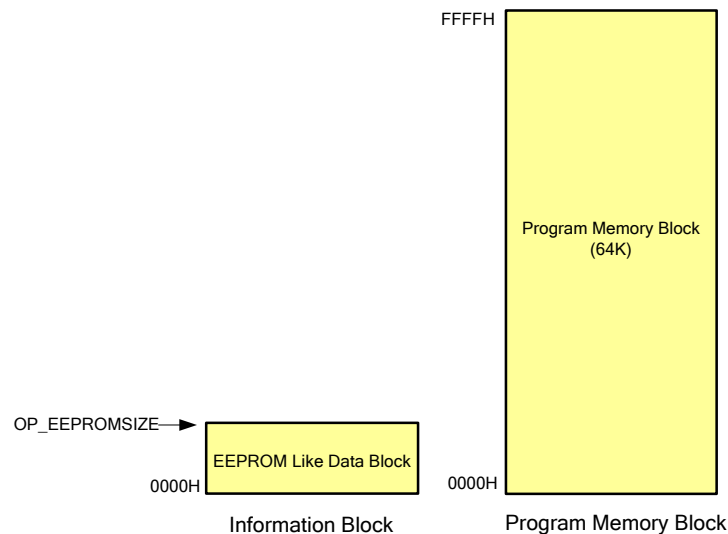 FFFFH
Program Memory Block
(64K)
OP_EEPROMSIZE
EEPROM Like Data Block
0000H
0000H
Information Block
Program Memory Block